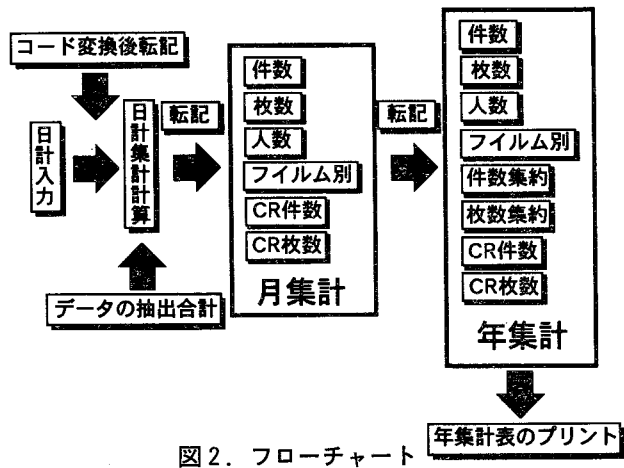 コード変換後転記
日計入力
日計集計計算
データの抽出合計
転記
件数
枚数
人数
フイルム別
CR件数
CR枚数
月集計
転記
件数
枚数
人数
フイルム別
件数集約
枚数集約
CR件数
CR枚数
年集計
年集計表のプリント
図2．フローチャート